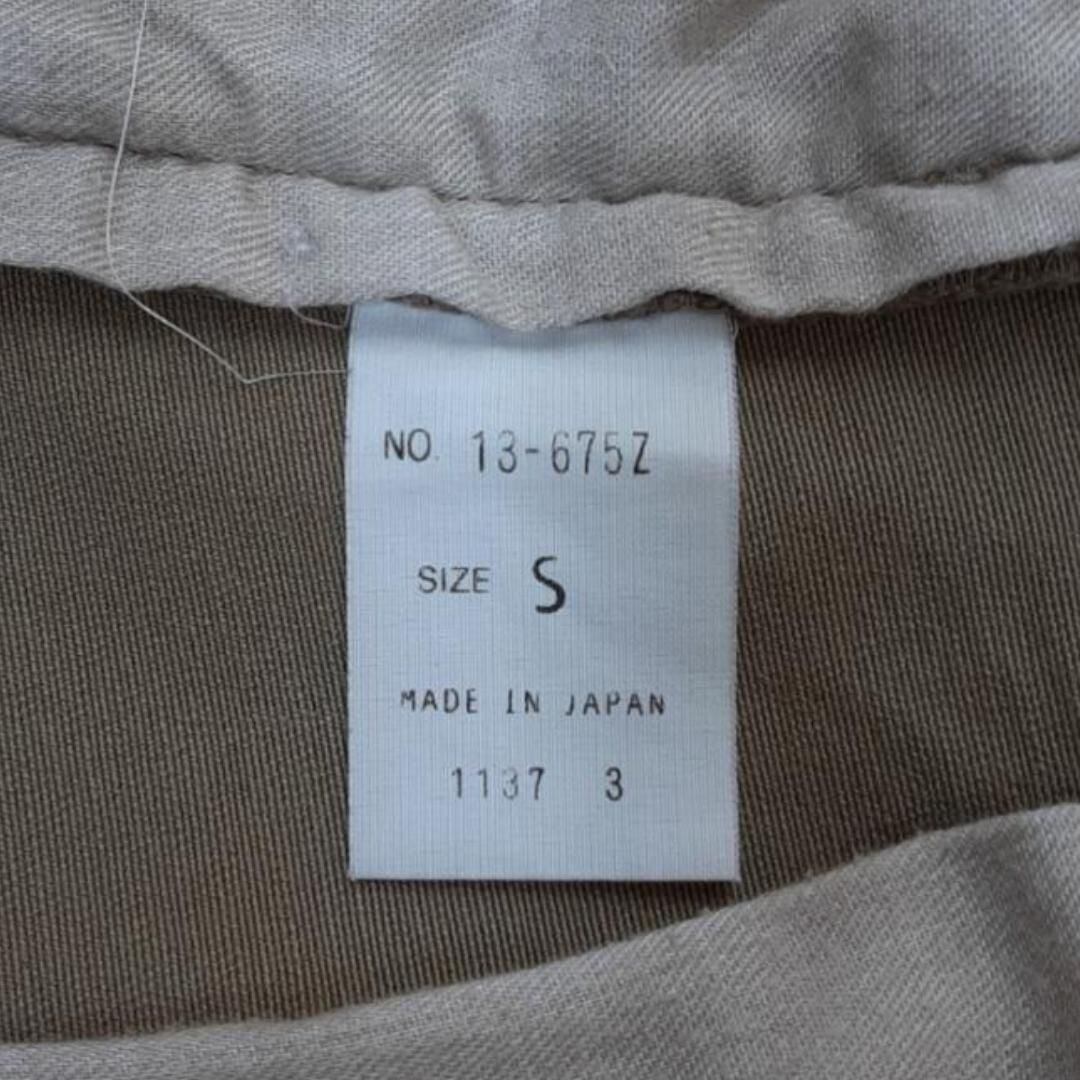 NO. 13-675Z
SIZE S
MADE IN JAPAN
1137 3